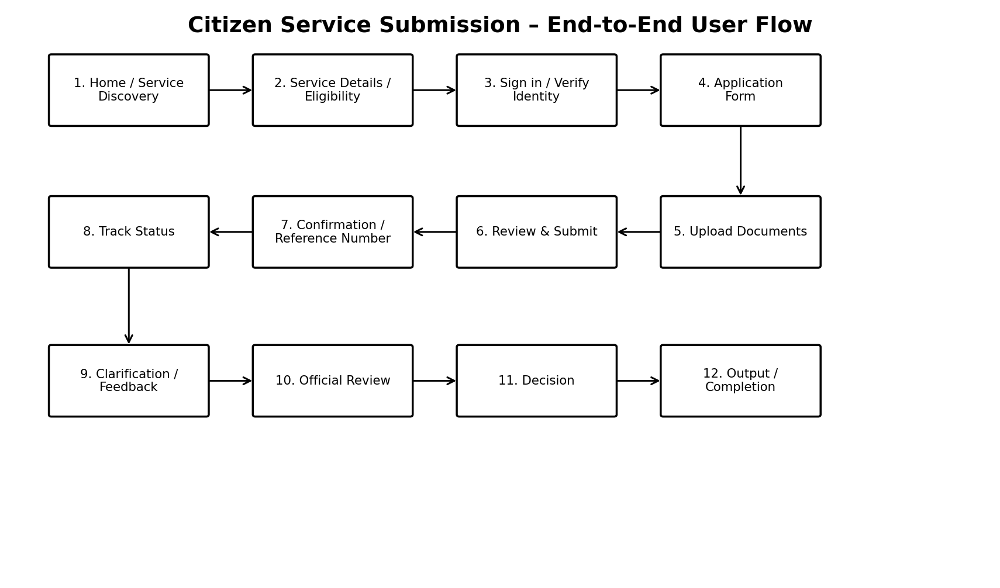 Citizen Service Submission – End-to-End User Flow
1. Home / Service
Discovery
2. Service Details /
Eligibility
3. Sign in / Verify
Identity
4. Application
Form
5. Upload Documents
6. Review & Submit
7. Confirmation /
Reference Number
8. Track Status
9. Clarification /
Feedback
10. Official Review
11. Decision
12. Output /
Completion